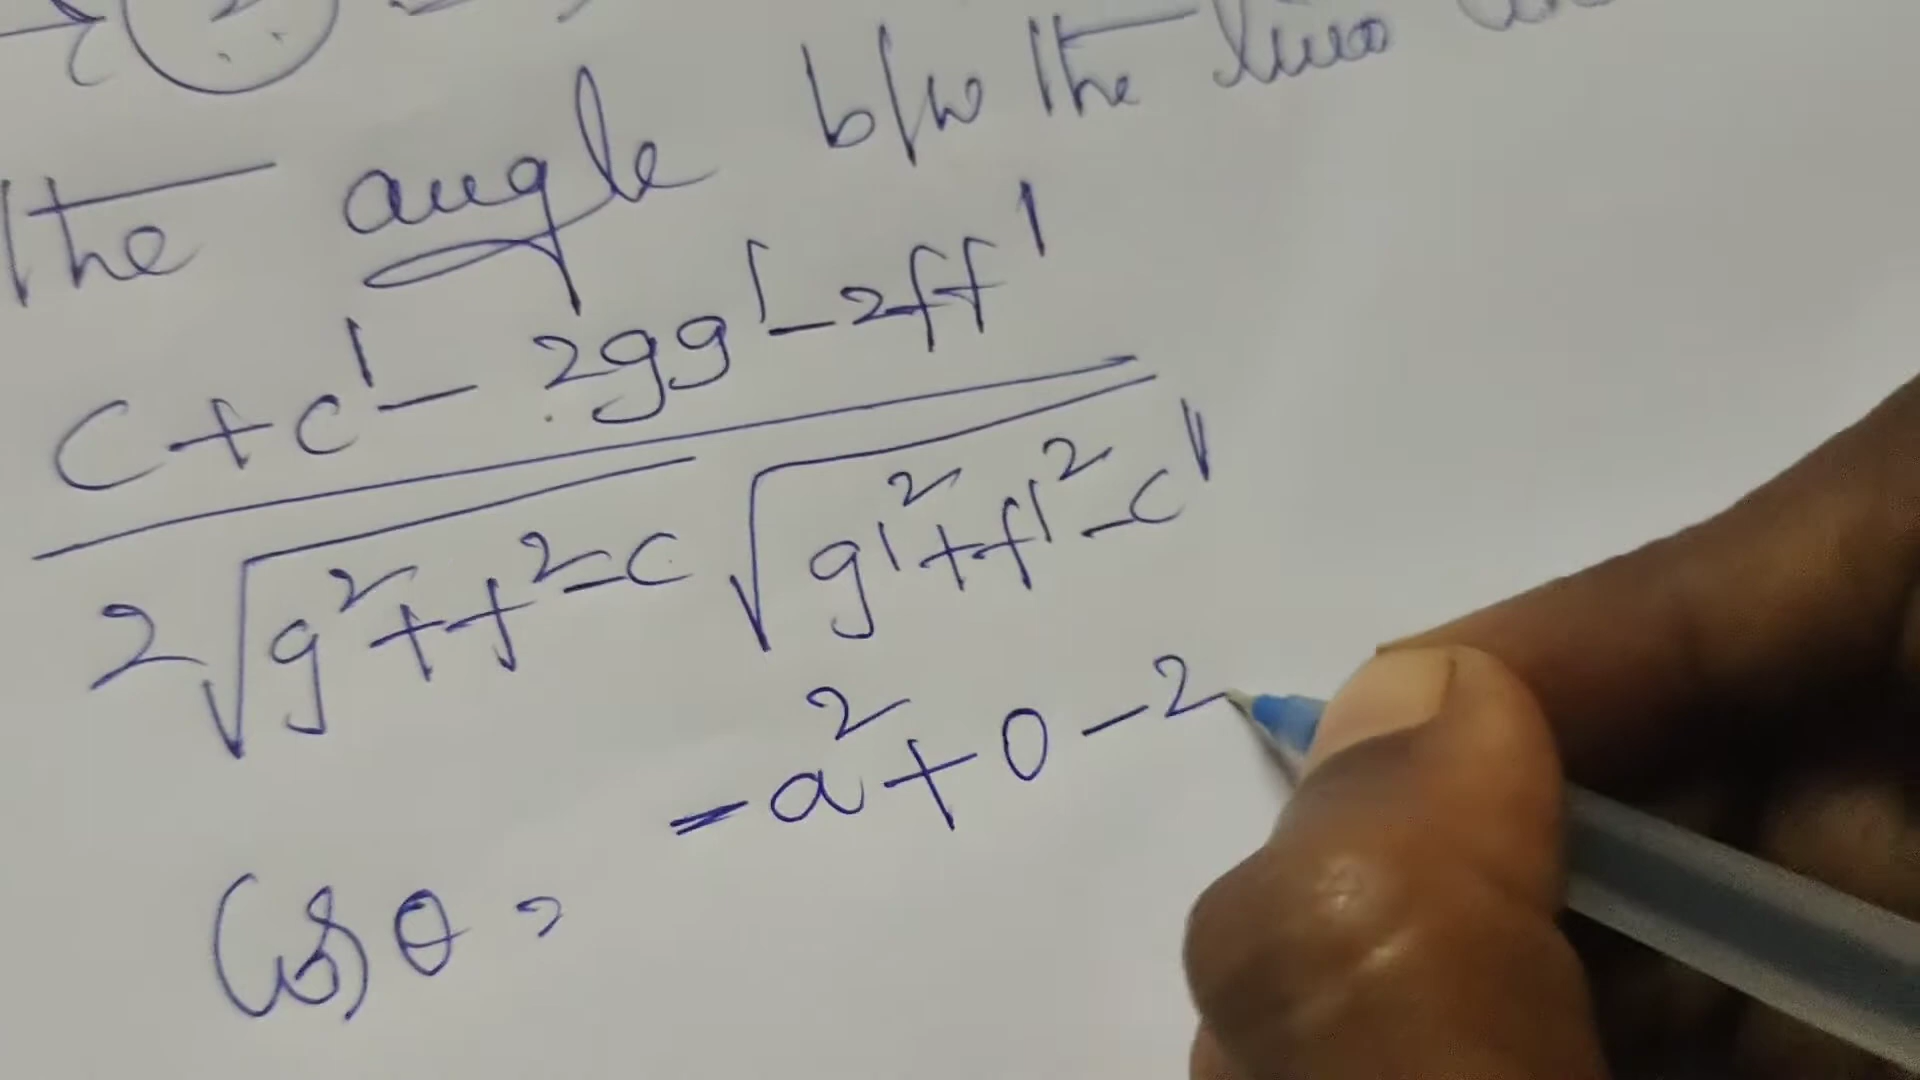 The angle b/w the two
c + c' - 2gg' - 2ff'
2√g²+f²-c √g'²+f'²-c'
-a² + 0 - 2
Cos θ =